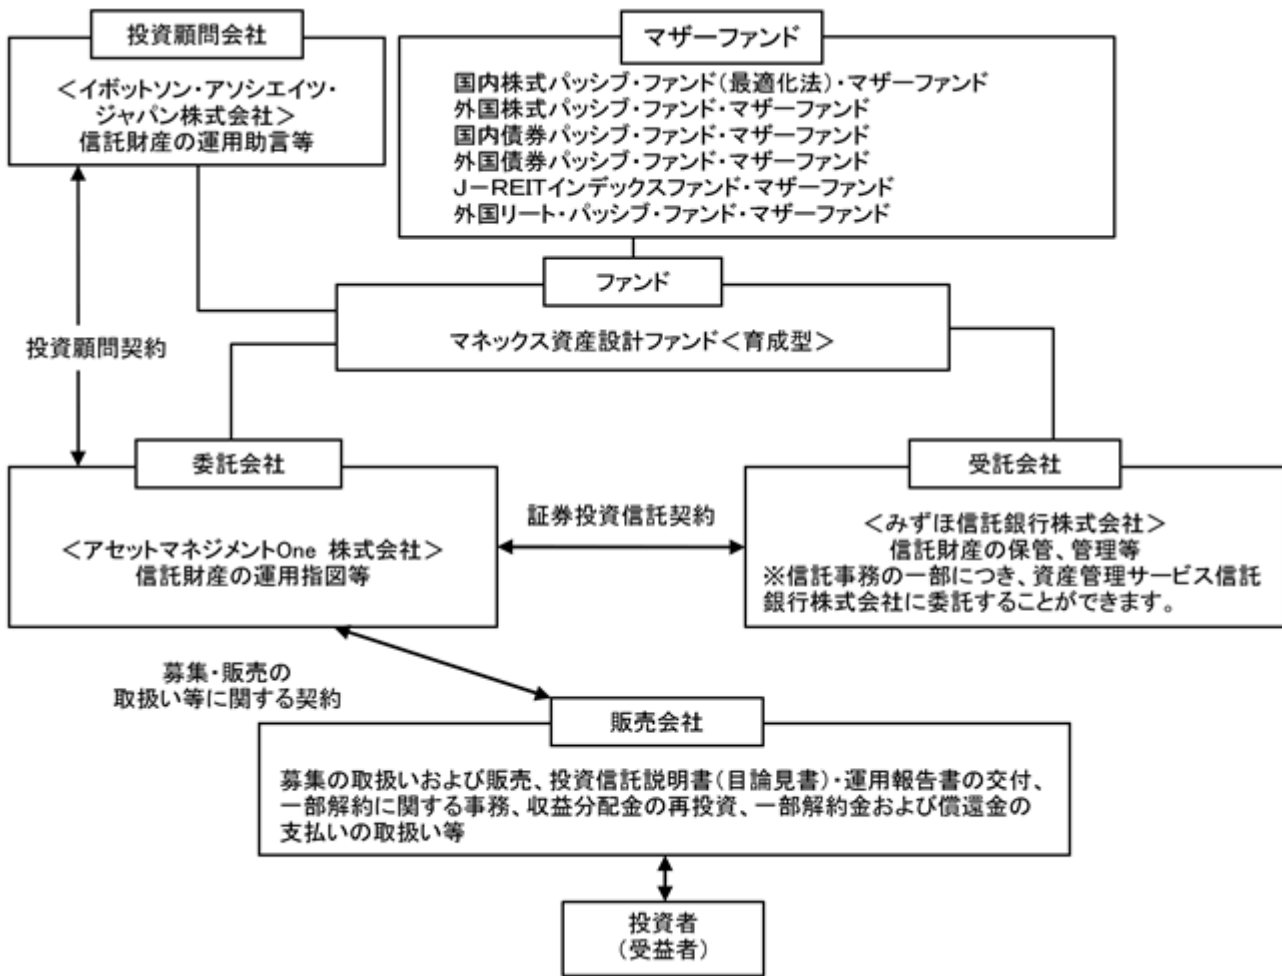 投資顧問会社
<イボットソン・アソシエイツ・
ジャパン株式会社>
信託財産の運用助言等
マザーファンド
国内株式パッシブ・ファンド(最適化法)・マザーファンド
外国株式パッシブ・ファンド・マザーファンド
国内債券パッシブ・ファンド・マザーファンド
外国債券パッシブ・ファンド・マザーファンド
J-REITインデックスファンド・マザーファンド
外国リート・パッシブ・ファンド・マザーファンド
ファンド
マネックス資産設計ファンド<育成型>
投資顧問契約
委託会社
<アセットマネジメントOne 株式会社>
信託財産の運用指図等
証券投資信託契約
受託会社
<みずほ信託銀行株式会社>
信託財産の保管、管理等
※信託事務の一部につき、資産管理サービス信託
銀行株式会社に委託することができます。
募集・販売の
取扱い等に関する契約
販売会社
募集の取扱いおよび販売、投資信託説明書(目論見書)・運用報告書の交付、
一部解約に関する事務、収益分配金の再投資、一部解約金および償還金の
支払いの取扱い等
投資者
(受益者)